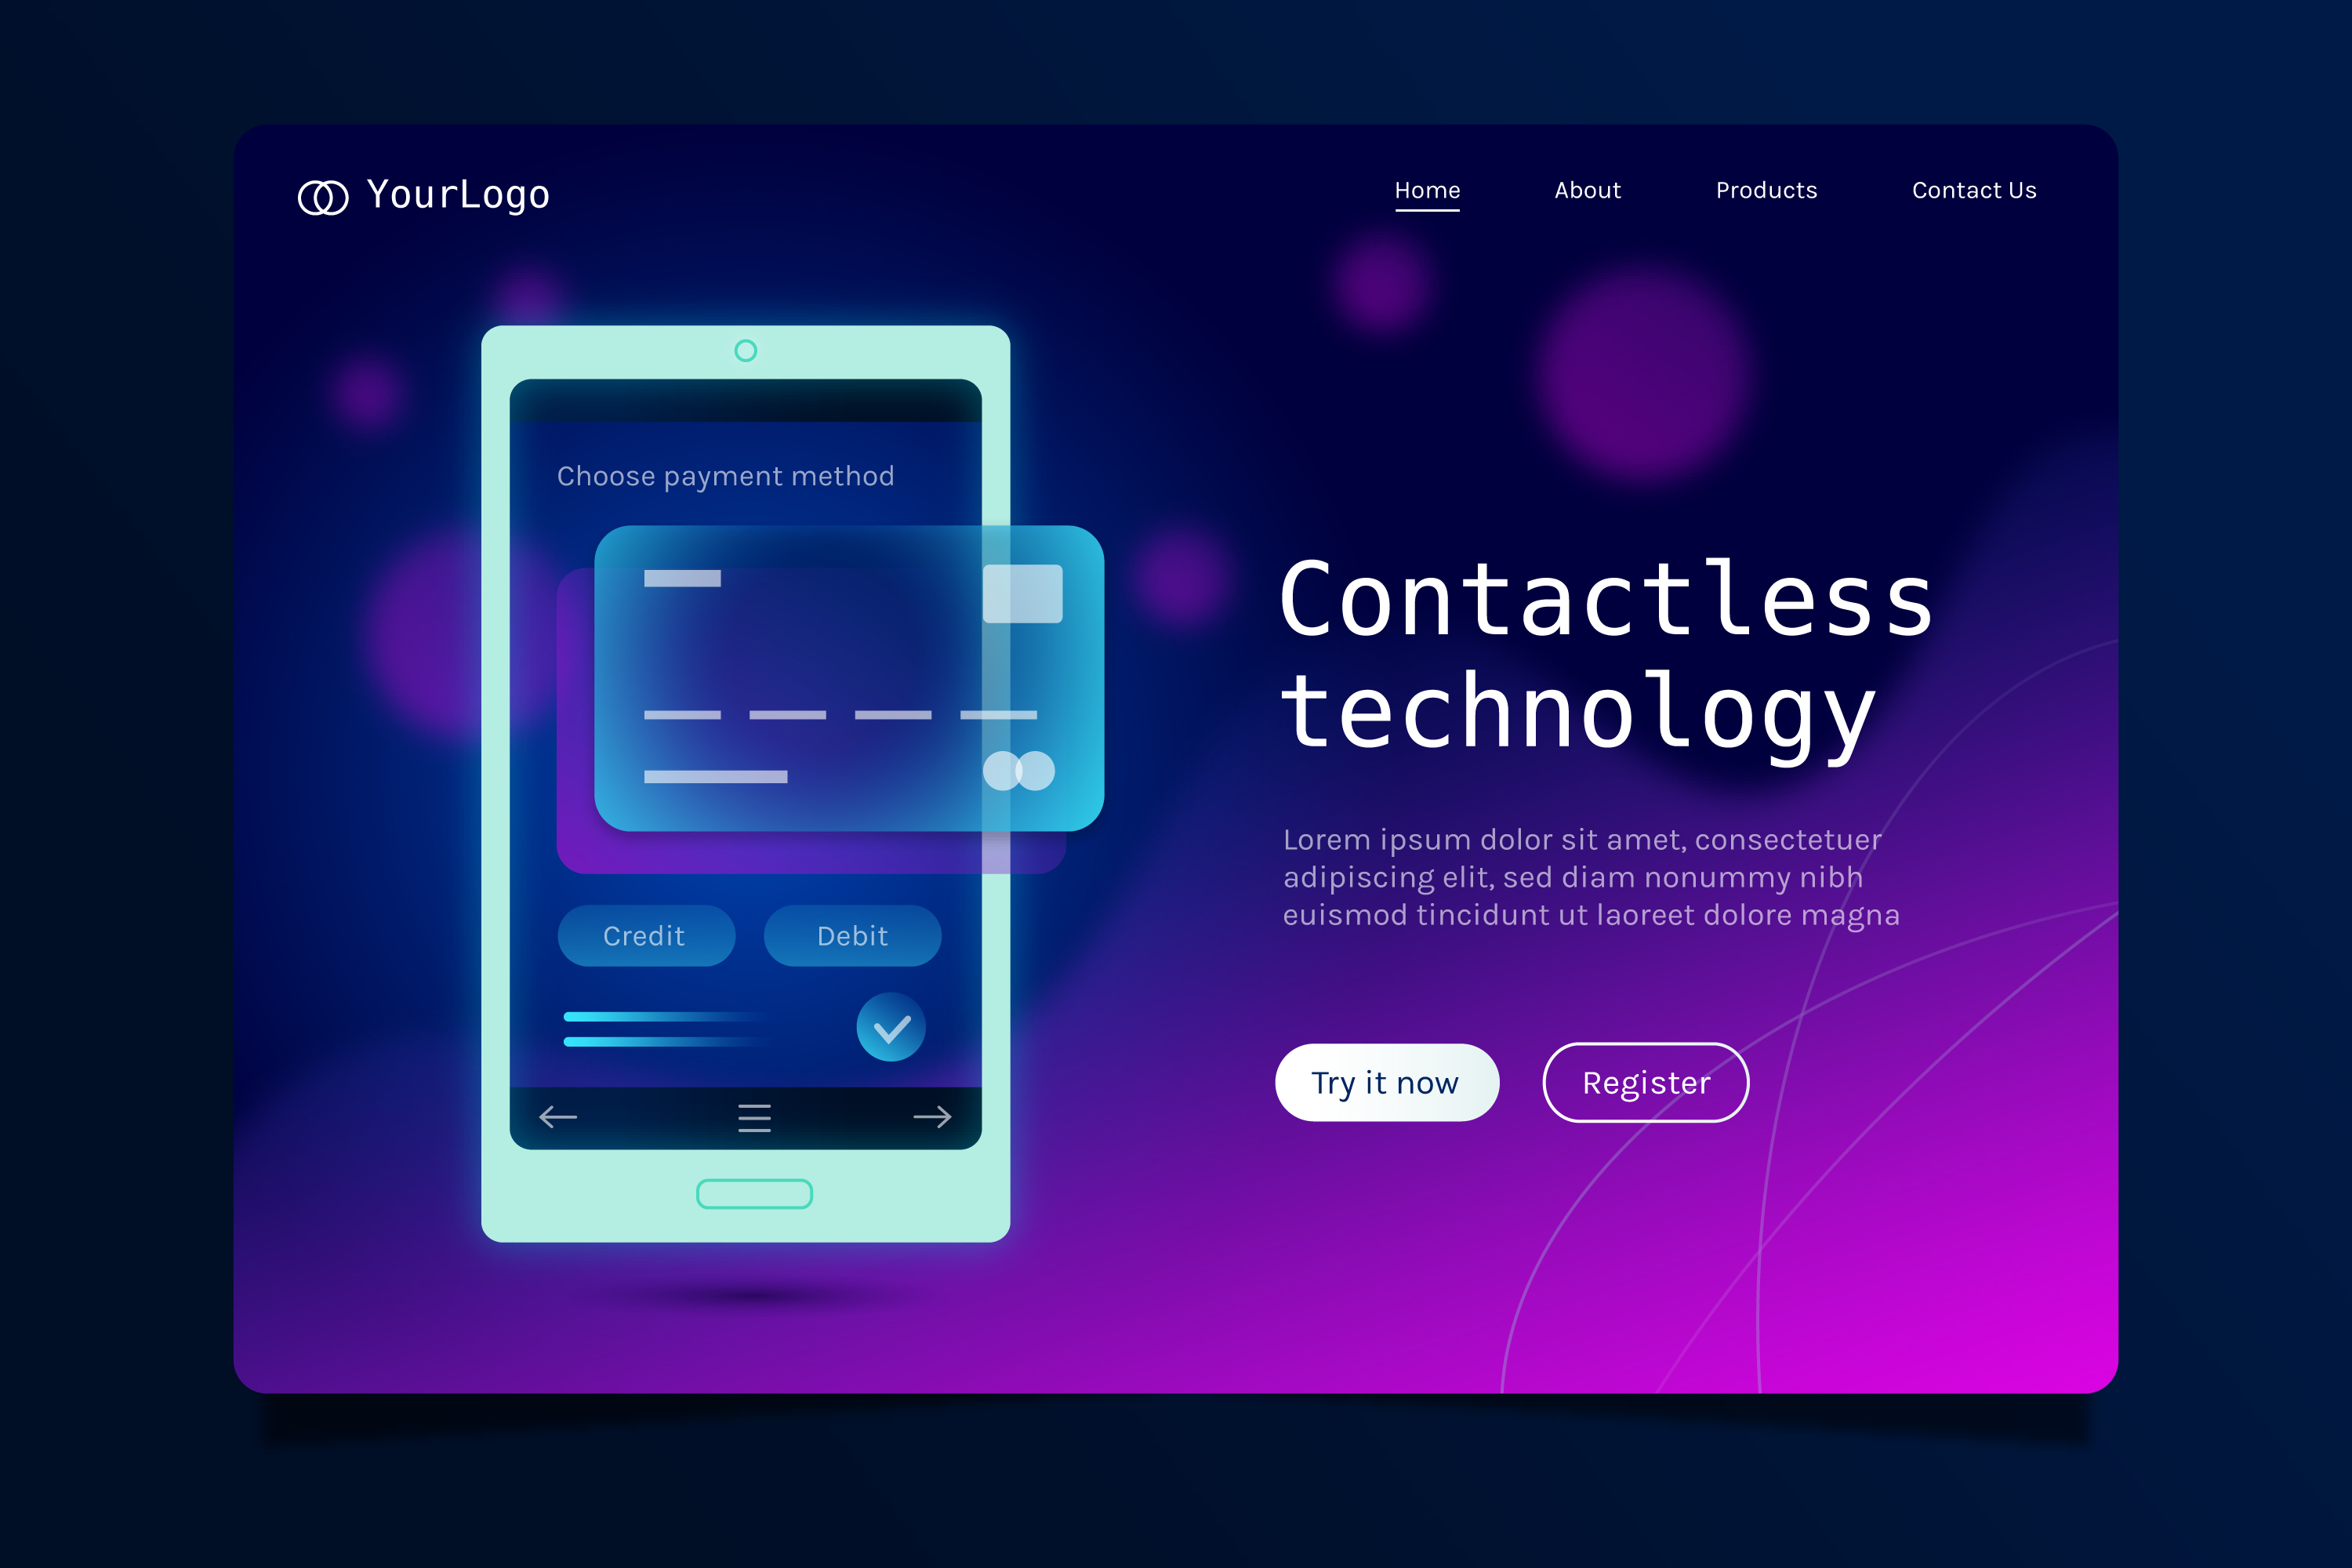 YourLogo
Home
About
Products
Contact Us
Choose payment method
Credit
Debit
Contactless
technology
Lorem ipsum dolor sit amet, consectetuer
adipiscing elit, sed diam nonummy nibh
euismod tincidunt ut laoreet dolore magna
Try it now
Register